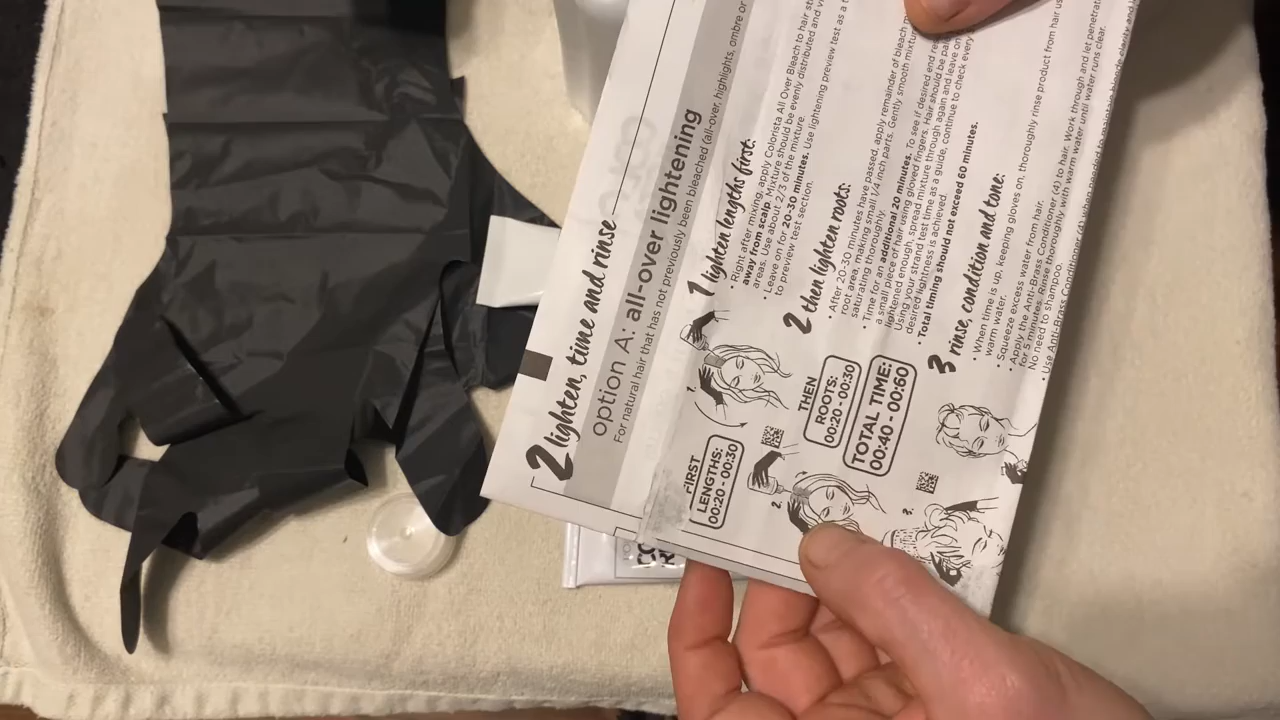 2 lighten, time and rinse
option A: all-over lightening
For natural hair that has not previously been bleached (all-over, highlights, ombre or
1 lighten lengths first:
• Right after mixing, apply Colorista All Over Bleach to hair
away from scalp. Mixture should be evenly distributed and
areas. Use about 2/3 of the mixture.
• Leave on for 20-30 minutes. Use lightening preview test as a
to preview test section.
2 then lighten roots:
• After 20-30 minutes have passed, apply remainder of bleach
root area, making small 1/4 inch parts. Gently smooth
saturating thoroughly.
• Time for an additional 20 minutes. To see if desired end
a small piece of hair using gloved fingers. Hair should be
lightened enough, spread mixture through again and leave on
Using your strand test time as a guide, continue to check every
desired lightness is achieved.
• Total timing should not exceed 60 minutes.
3 rinse, condition and tone:
• When time is up, keeping gloves on, thoroughly rinse product from hair
warm water.
• Squeeze excess water from hair.
• Apply the Anti-Brass Conditioner (4) to hair. Work through and let
for 5 minutes. Rinse thoroughly with warm water until water runs clear.
No need to shampoo.
• Use Anti-Brass Conditioner (4) when needed to
1.
FIRST
LENGTHS:
00:20 - 00:30
2.
THEN
ROOTS:
00:20 - 00:30
TOTAL TIME:
00:40 - 00:60